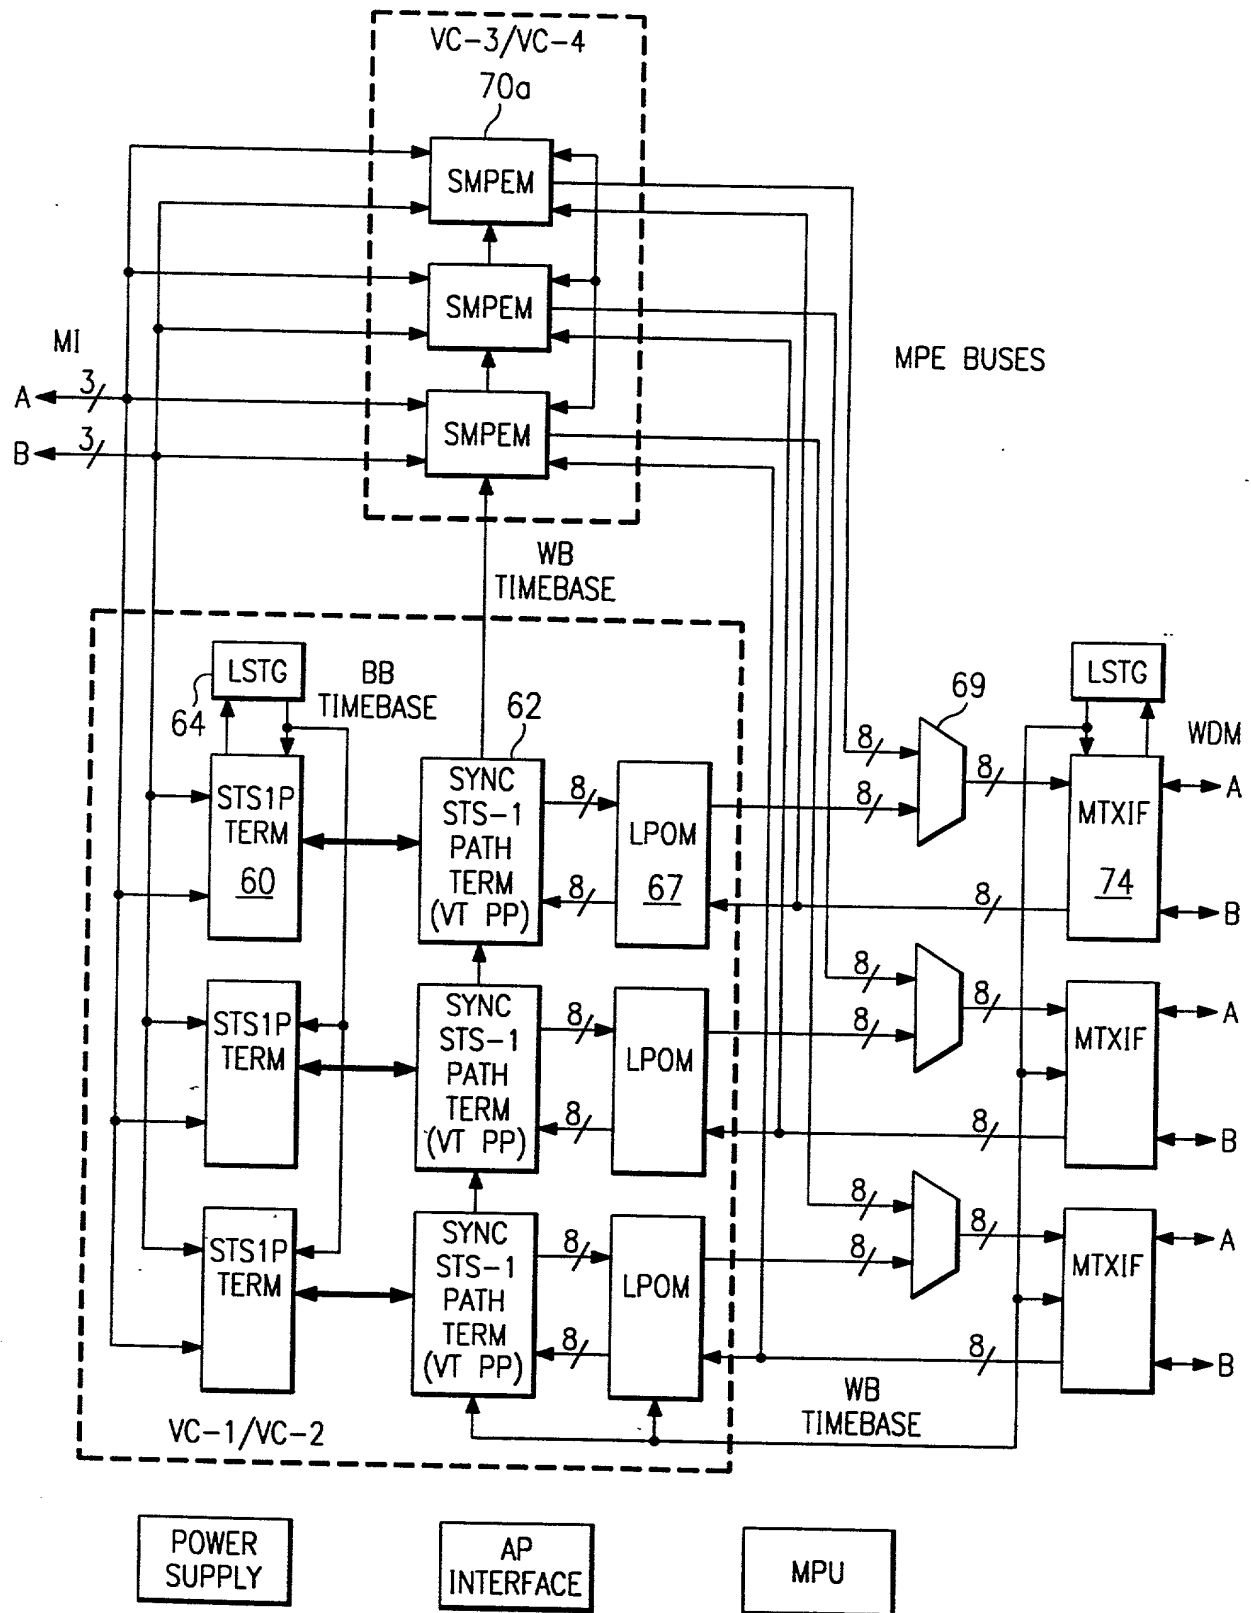 VC-3/VC-4
70a
SMPEM
SMPEM
SMPEM
MI
A
3
B
3
MPE BUSES
WB
TIMEBASE
LSTG
64
BB
TIMEBASE
62
69
LSTG
WDM
STS1P
TERM
60
SYNC
STS-1
PATH
TERM
(VT PP)
8
8
LPOM
67
8
8
8
8
MTXIF
74
A
B
STS1P
TERM
SYNC
STS-1
PATH
TERM
(VT PP)
8
8
LPOM
8
8
8
8
MTXIF
A
B
STS1P
TERM
SYNC
STS-1
PATH
TERM
(VT PP)
8
8
LPOM
8
8
8
8
MTXIF
A
B
VC-1/VC-2
WB
TIMEBASE
POWER
SUPPLY
AP
INTERFACE
MPU